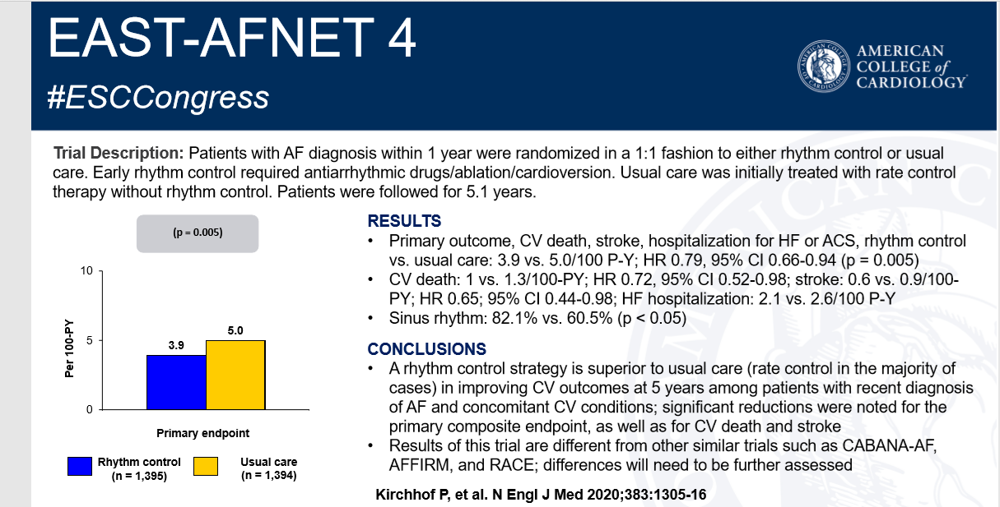 EAST-AFNET 4
#ESCCongress
AMERICAN
COLLEGE of
CARDIOLOGY
Trial Description: Patients with AF diagnosis within 1 year were randomized in a 1:1 fashion to either rhythm control or usual
care. Early rhythm control required antiarrhythmic drugs/ablation/cardioversion. Usual care was initially treated with rate control
therapy without rhythm control. Patients were followed for 5.1 years.
(p = 0.005)
10
5
0
Per 100-PY
3.9
5.0
Primary endpoint
Rhythm control
(n = 1,395)
Usual care
(n = 1,394)
RESULTS
• Primary outcome, CV death, stroke, hospitalization for HF or ACS, rhythm control
vs. usual care: 3.9 vs. 5.0/100 P-Y; HR 0.79, 95% CI 0.66-0.94 (p = 0.005)
• CV death: 1 vs. 1.3/100-PY; HR 0.72, 95% CI 0.52-0.98; stroke: 0.6 vs. 0.9/100-
PY; HR 0.65; 95% CI 0.44-0.98; HF hospitalization: 2.1 vs. 2.6/100 P-Y
• Sinus rhythm: 82.1% vs. 60.5% (p < 0.05)
CONCLUSIONS
• A rhythm control strategy is superior to usual care (rate control in the majority of
cases) in improving CV outcomes at 5 years among patients with recent diagnosis
of AF and concomitant CV conditions; significant reductions were noted for the
primary composite endpoint, as well as for CV death and stroke
• Results of this trial are different from other similar trials such as CABANA-AF,
AFFIRM, and RACE; differences will need to be further assessed
Kirchhof P, et al. N Engl J Med 2020;383:1305-16